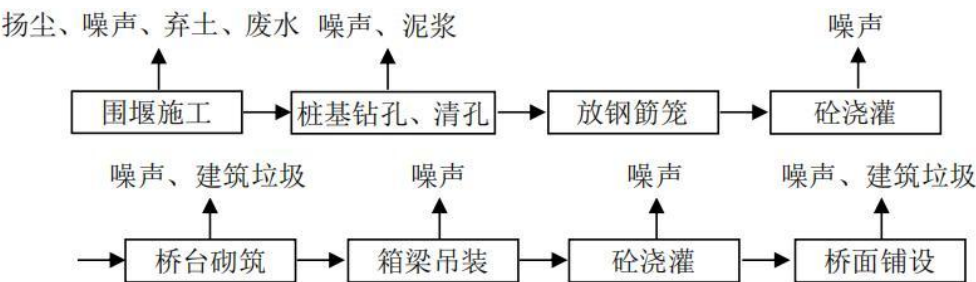 扬尘、噪声、弃土、废水 噪声、泥浆 噪声
围堰施工 桩基钻孔、清孔 放钢筋笼 砼浇灌
噪声、建筑垃圾 噪声 噪声 噪声、建筑垃圾
桥台砌筑 箱梁吊装 砼浇灌 桥面铺设